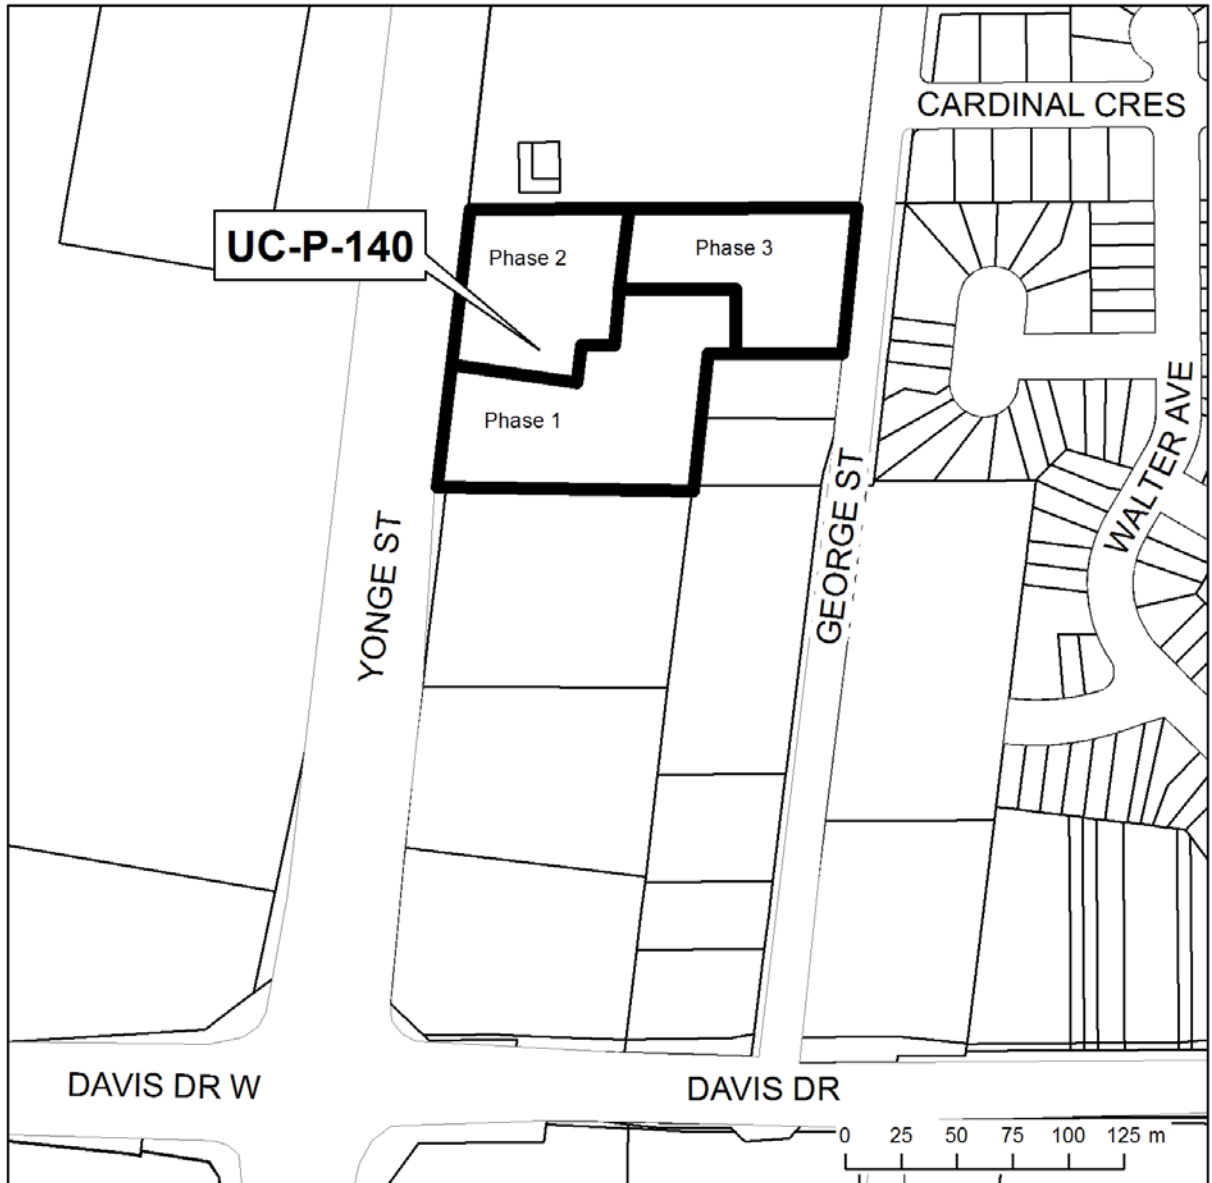 CARDINAL CRES
UC-P-140
Phase 2
Phase 3
Phase 1
WALTER AVE
GEORGE ST
YONGE ST
DAVIS DR W
DAVIS DR
0 25 50 75 100 125 m